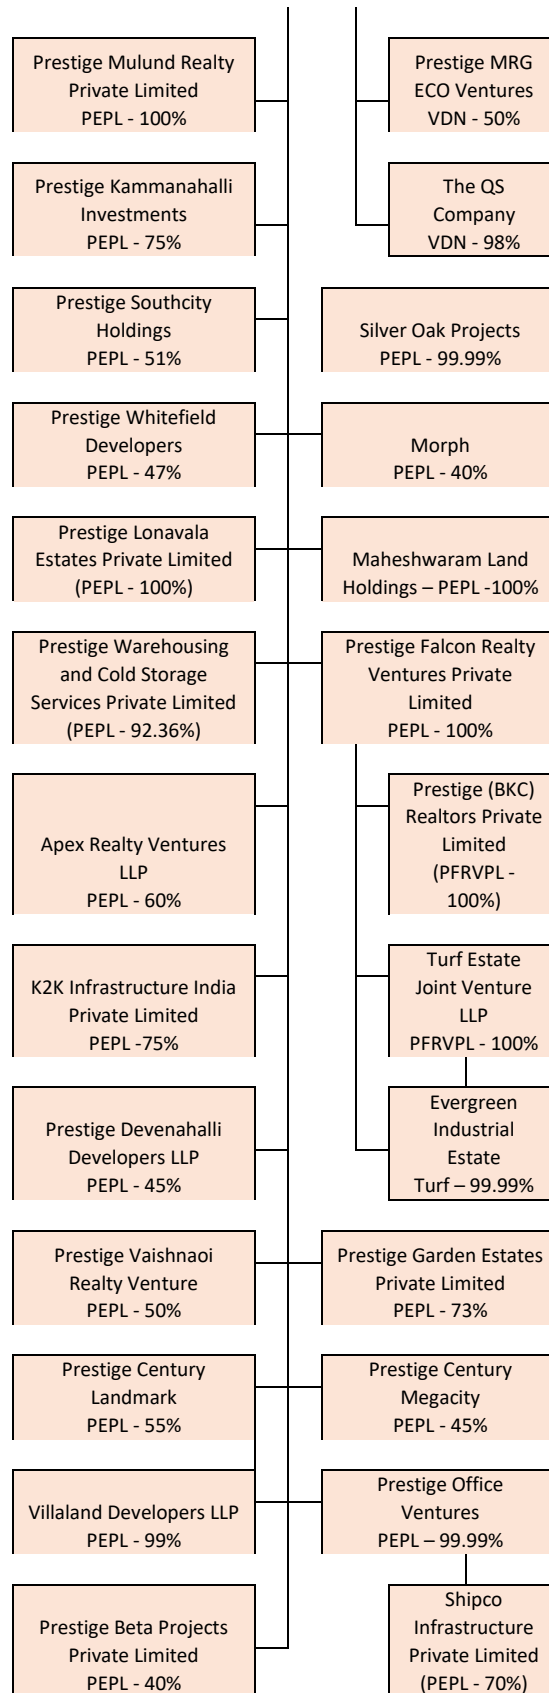 Prestige Mulund Realty
Private Limited
PEPL - 100%
Prestige MRG
ECO Ventures
VDN - 50%
Prestige Kammanahalli
Investments
PEPL - 75%
The QS
Company
VDN - 98%
Prestige Southcity
Holdings
PEPL - 51%
Silver Oak Projects
PEPL - 99.99%
Prestige Whitefield
Developers
PEPL - 47%
Morph
PEPL - 40%
Prestige Lonavala
Estates Private Limited
(PEPL - 100%)
Maheshwaram Land
Holdings – PEPL -100%
Prestige Warehousing
and Cold Storage
Services Private Limited
(PEPL - 92.36%)
Prestige Falcon Realty
Ventures Private
Limited
PEPL - 100%
Apex Realty Ventures
LLP
PEPL - 60%
Prestige (BKC)
Realtors Private
Limited
(PFRVPL -
100%)
K2K Infrastructure India
Private Limited
PEPL -75%
Turf Estate
Joint Venture
LLP
PFRVPL - 100%
Prestige Devenahalli
Developers LLP
PEPL - 45%
Evergreen
Industrial
Estate
Turf – 99.99%
Prestige Vaishnaoi
Realty Venture
PEPL - 50%
Prestige Garden Estates
Private Limited
PEPL - 73%
Prestige Century
Landmark
PEPL - 55%
Prestige Century
Megacity
PEPL - 45%
Villaland Developers LLP
PEPL - 99%
Prestige Office
Ventures
PEPL – 99.99%
Prestige Beta Projects
Private Limited
PEPL - 40%
Shipco
Infrastructure
Private Limited
(PEPL - 70%)